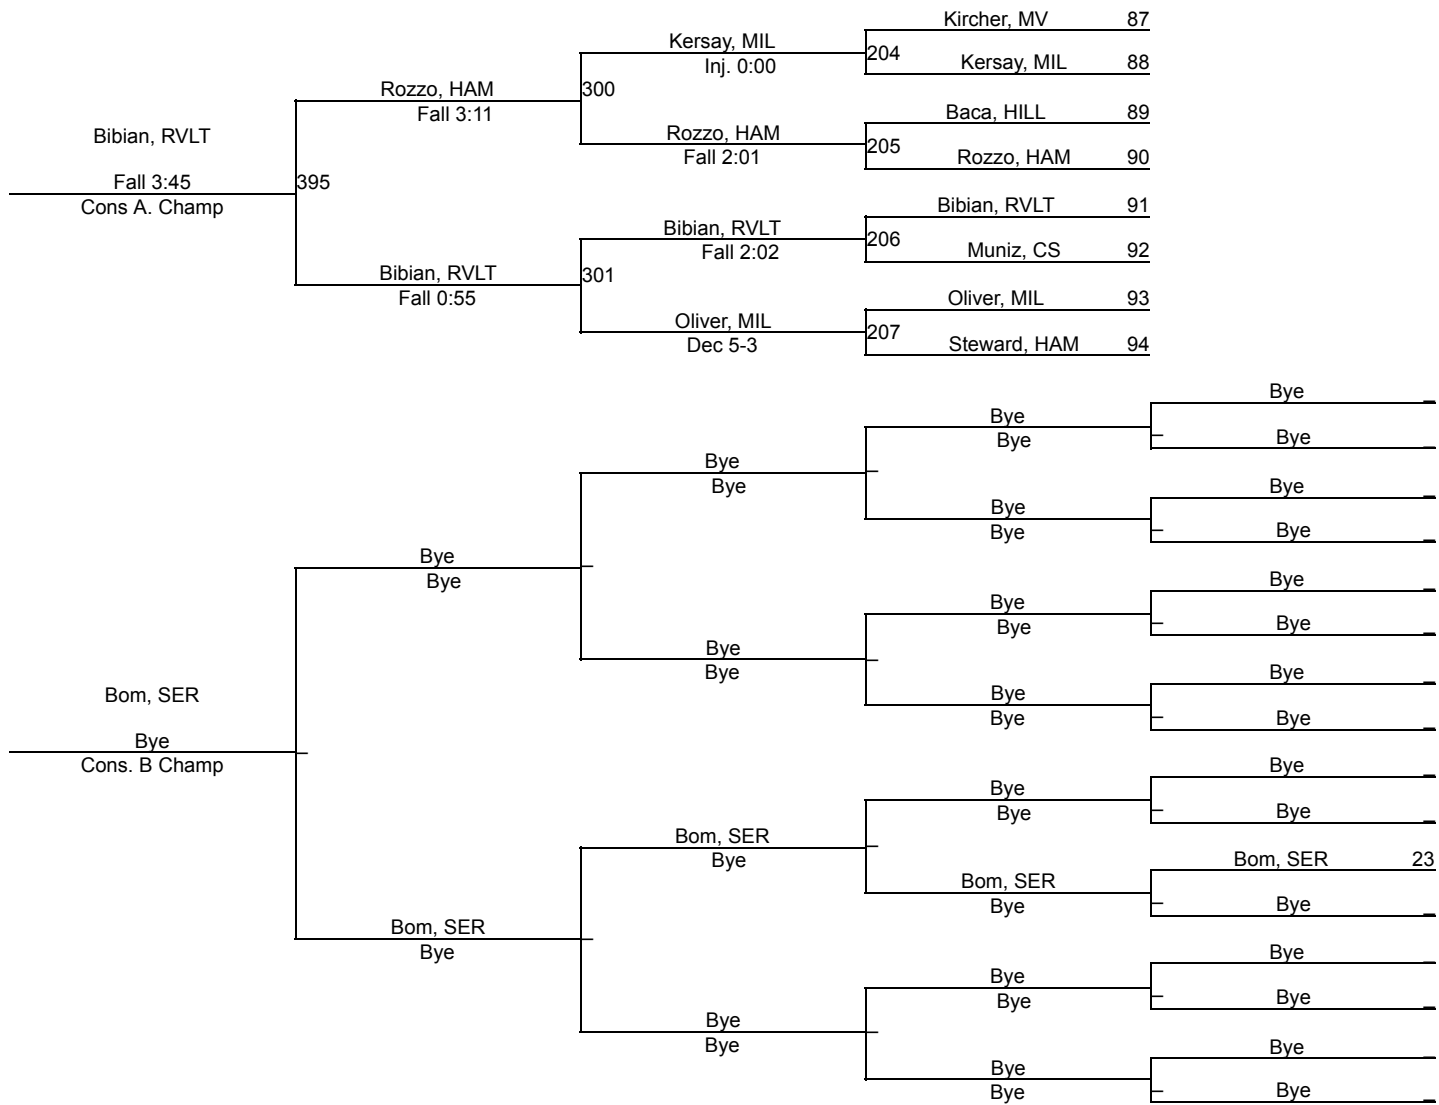 Kircher, MV 87
Kersay, MIL 204
Inj. 0:00 Kersay, MIL 88
Rozzo, HAM 300
Fall 3:11 Baca, HILL 89
Bibian, RVLT Rozzo, HAM 205
Fall 2:01 Rozzo, HAM 90
Fall 3:45 395
Cons A. Champ Bibian, RVLT 91
Bibian, RVLT 206
Fall 2:02 Muniz, CS 92
Bibian, RVLT 301
Fall 0:55 Oliver, MIL 93
Oliver, MIL 207
Dec 5-3 Steward, HAM 94
Bye _
Bye
Bye _ Bye _
Bye
Bye _ Bye _
Bye
Bye _ Bye _
Bye
Bye _ Bye _
Bye
Bye _ Bye _
Bye
Bye _ Bye _
Bye
Bye _ Bye _
Bom, SER
Bye _
Bye _
Cons. B Champ Bye _
Bye
Bye Bye _
Bom, SER _
Bye Bom, SER 23
Bom, SER
Bye _ Bye _
Bom, SER _
Bye Bye _
Bye
Bye _ Bye _
Bye _
Bye Bye _
Bye
Bye _ Bye _